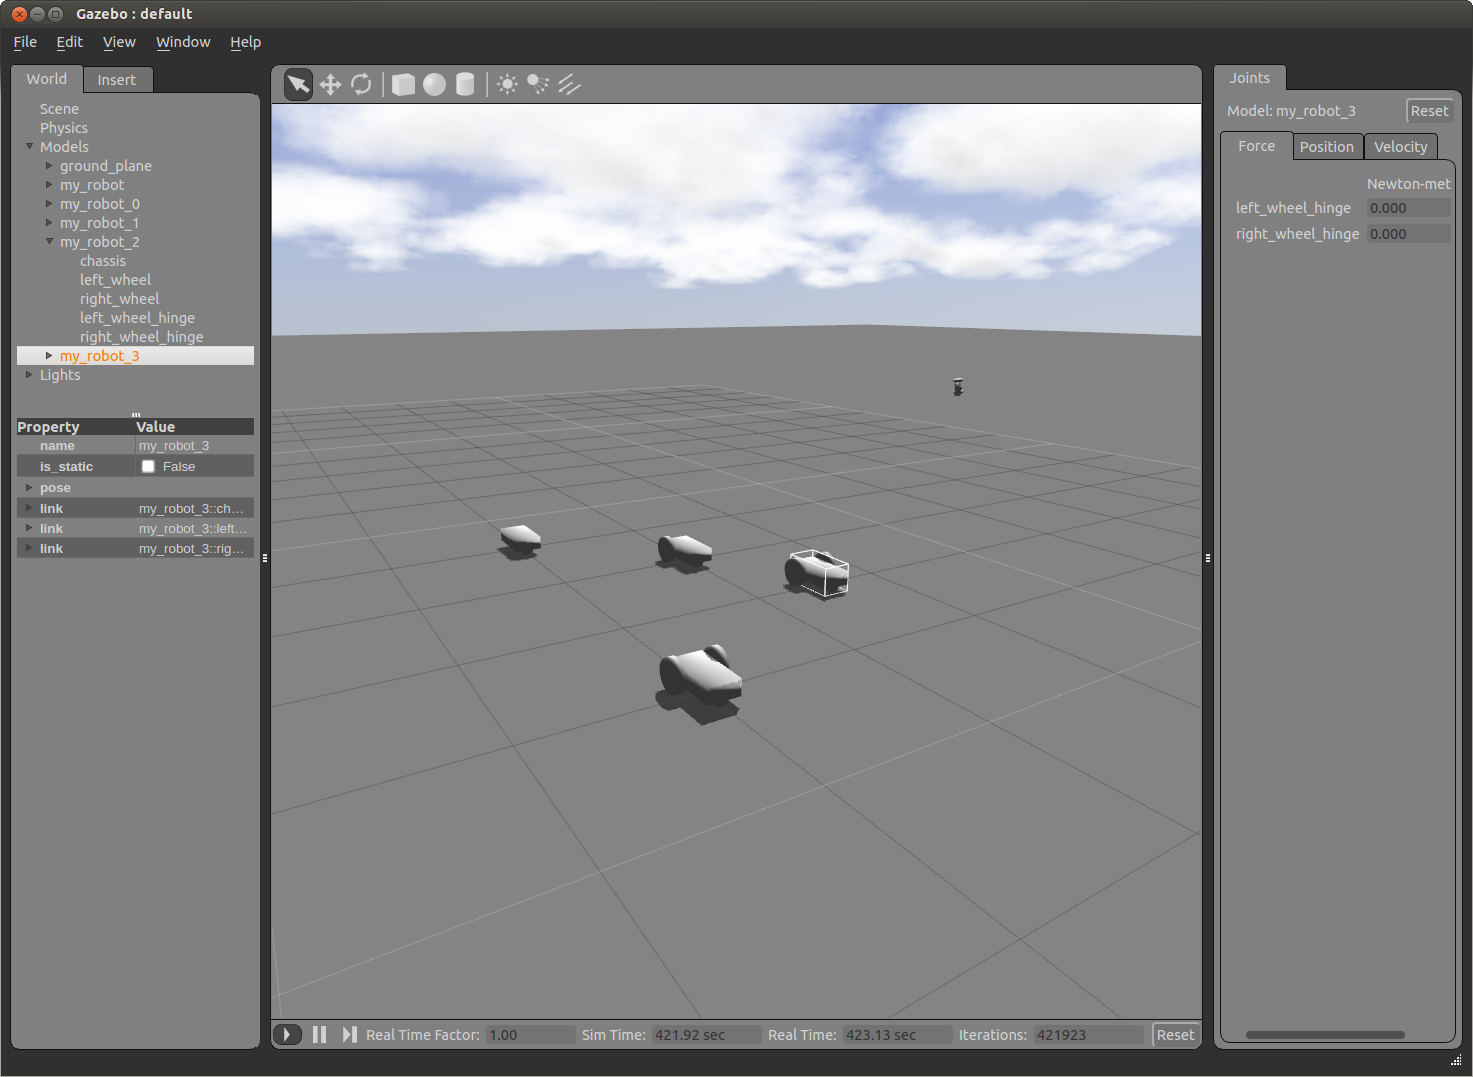 Gazebo : default
File Edit View Window Help
World Insert
Scene
Physics
Models
ground_plane
my_robot
my_robot_0
my_robot_1
my_robot_2
chassis
left_wheel
right_wheel
left_wheel_hinge
right_wheel_hinge
my_robot_3
Lights
Property Value
name my_robot_3
is_static False
pose
link my_robot_3::ch...
link my_robot_3::left...
link my_robot_3::rig...
Real Time Factor: 1.00 Sim Time: 421.92 sec Real Time: 423.13 sec Iterations: 421923 Reset
Joints
Model: my_robot_3 Reset
Force Position Velocity
Newton-met
left_wheel_hinge 0.000
right_wheel_hinge 0.000